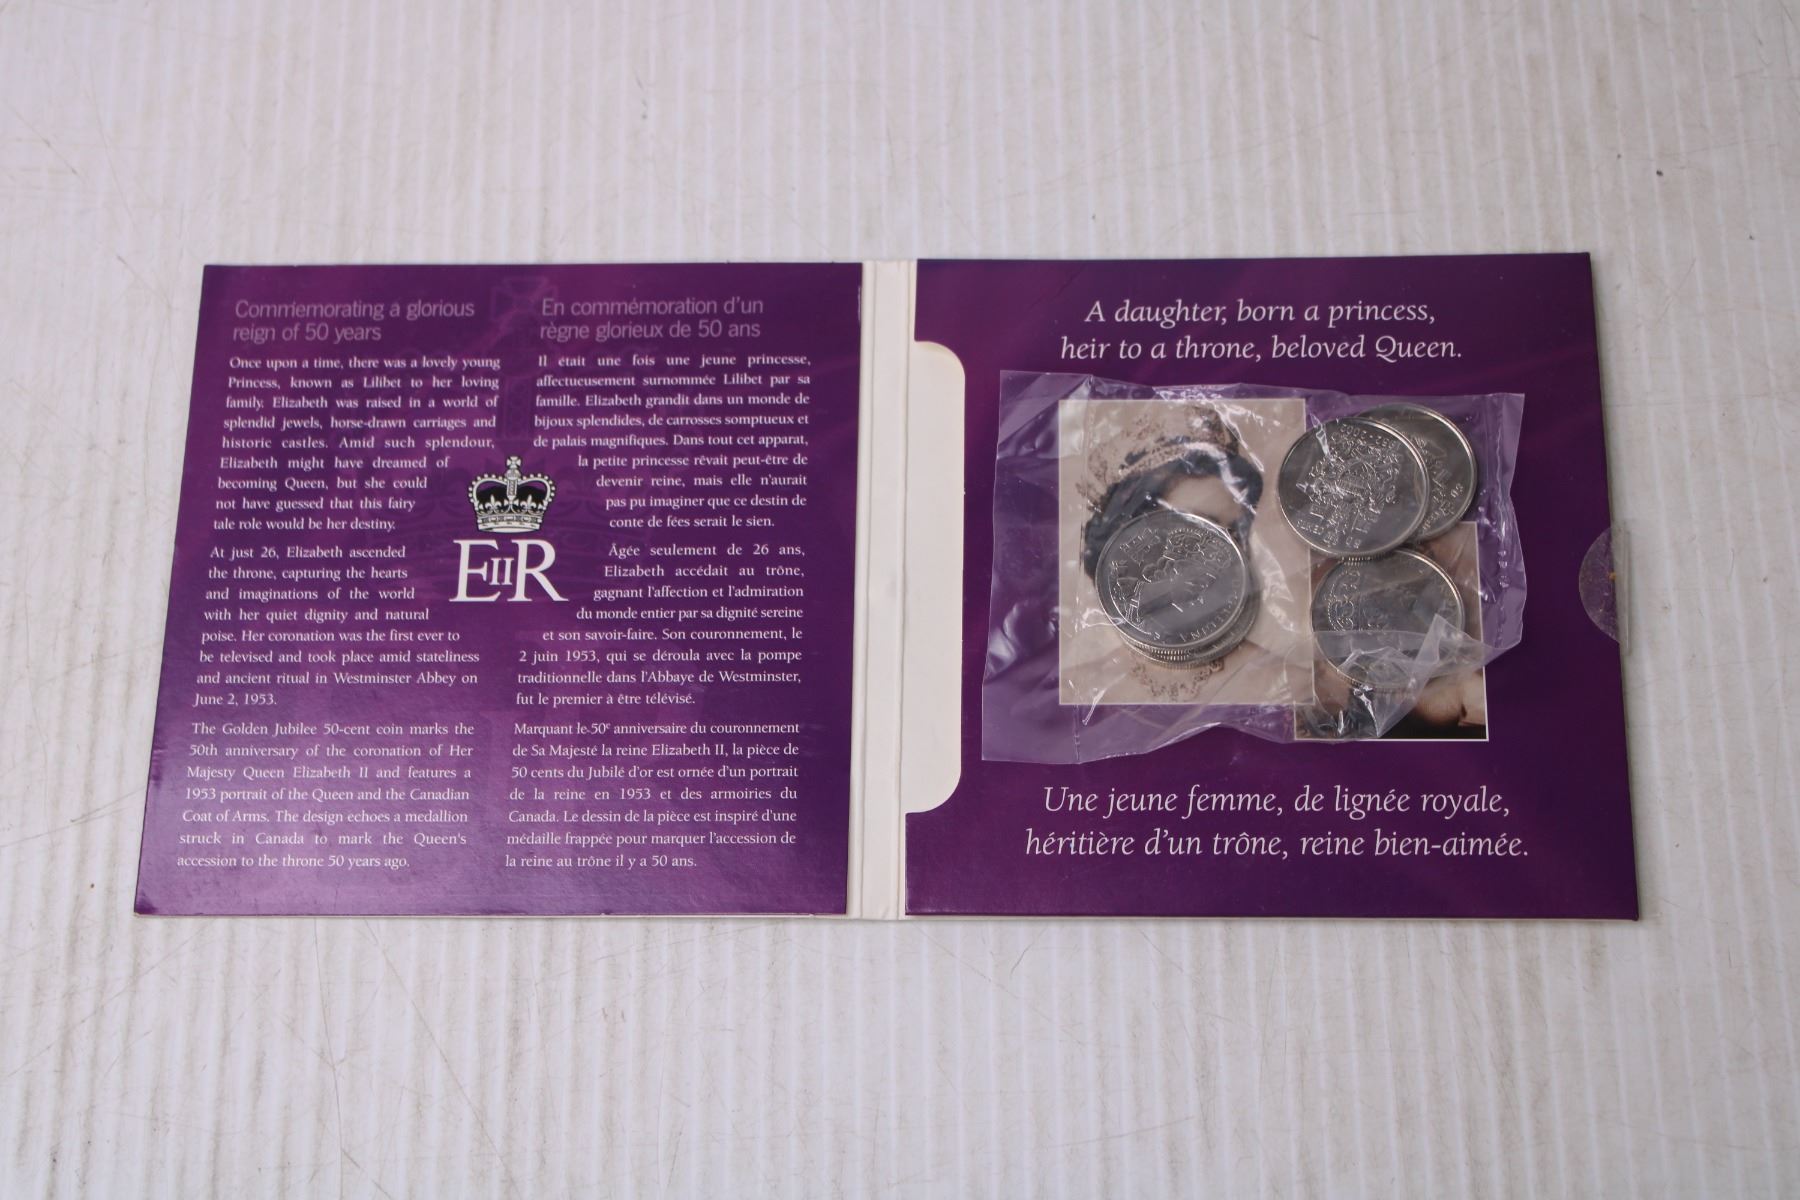 Commemorating a glorious
reign of 50 years
Once upon a time, there was a lovely young
Princess, known as Lilibet to her loving
family. Elizabeth was raised in a world of
splendid jewels, horse-drawn carriages and
historic castles. Amid such splendour,
Elizabeth might have dreamed of
becoming Queen, but she could
not have guessed that this fairy
tale role would be her destiny.
At just 26, Elizabeth ascended
the throne, capturing the hearts
and imaginations of the world
with her quiet dignity and natural
poise. Her coronation was the first ever to
be televised and took place amid stateliness
and ancient ritual in Westminster Abbey on
June 2, 1953.
The Golden Jubilee 50-cent coin marks the
50th anniversary of the coronation of Her
Majesty Queen Elizabeth II and features a
1953 portrait of the Queen and the Canadian
Coat of Arms. The design echoes a medallion
struck in Canada to mark the Queen's
accession to the throne 50 years ago.
EIIR
En commémoration d'un
règne glorieux de 50 ans
Il était une fois une jeune princesse,
affectueusement surnommée Lilibet par sa
famille. Elizabeth grandit dans un monde de
bijoux splendides, de carrosses somptueux et
de palais magnifiques. Dans tout cet apparat,
la petite princesse rêvait peut-être de
devenir reine, mais elle n'aurait
pas pu imaginer que ce destin de
conte de fées serait le sien.
Âgée seulement de 26 ans,
Elizabeth accédait au trône,
gagnant l'affection et l'admiration
du monde entier par sa dignité sereine
et son savoir-faire. Son couronnement, le
2 juin 1953, qui se déroula avec la pompe
traditionnelle dans l'Abbaye de Westminster,
fut le premier à être télévisé.
Marquant le 50e anniversaire du couronnement
de Sa Majesté la reine Elizabeth II, la pièce de
50 cents du Jubilé d'or est ornée d'un portrait
de la reine en 1953 et des armoiries du
Canada. Le dessin de la pièce est inspiré d'une
médaille frappée pour marquer l'accession de
la reine au trône il y a 50 ans.
A daughter, born a princess,
heir to a throne, beloved Queen.
Une jeune femme, de lignée royale,
héritière d'un trône, reine bien-aimée.